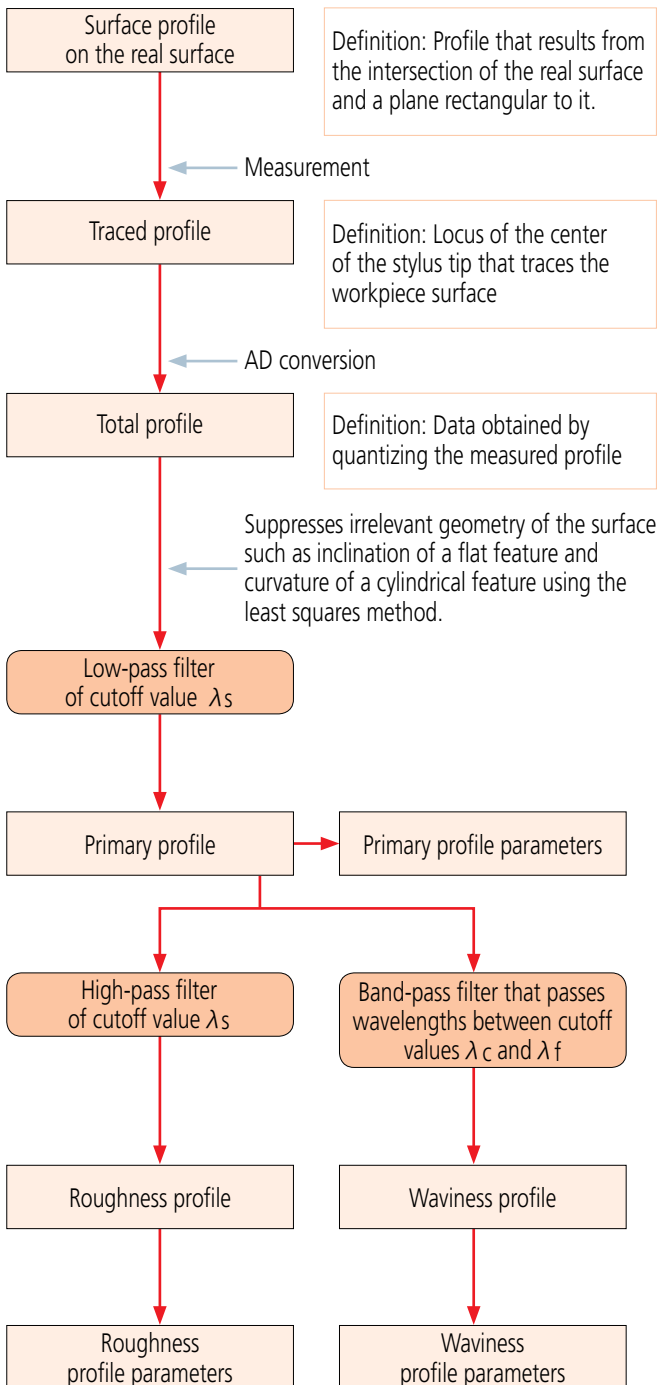 Surface profile
on the real surface
Definition: Profile that results from
the intersection of the real surface
and a plane rectangular to it.
Measurement
Traced profile
Definition: Locus of the center
of the stylus tip that traces the
workpiece surface
AD conversion
Total profile
Definition: Data obtained by
quantizing the measured profile
Suppresses irrelevant geometry of the surface
such as inclination of a flat feature and
curvature of a cylindrical feature using the
least squares method.
Low-pass filter
of cutoff value λs
Primary profile
Primary profile parameters
High-pass filter
of cutoff value λs
Band-pass filter that passes
wavelengths between cutoff
values λc and λf
Roughness profile
Waviness profile
Roughness
profile parameters
Waviness
profile parameters